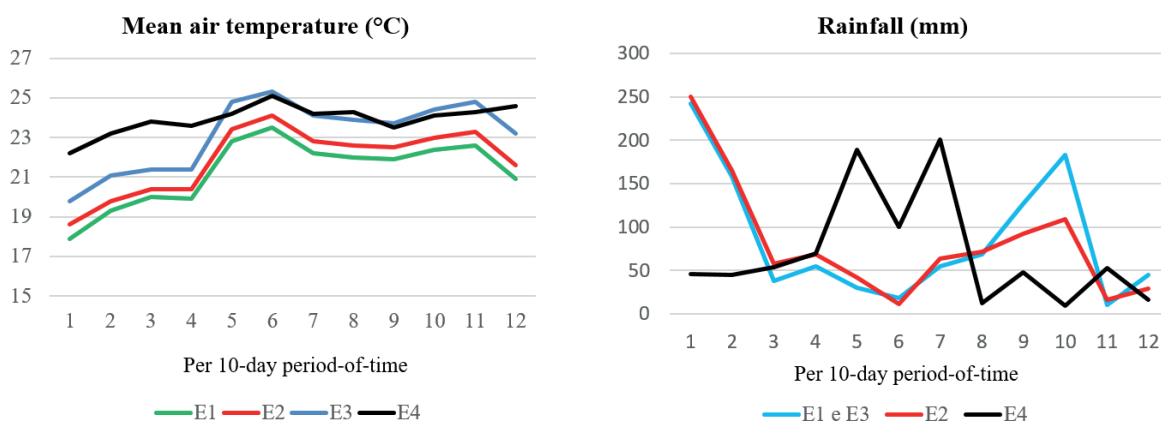 Mean air temperature (°C)
27
25
23
21
19
17
15
1 2 3 4 5 6 7 8 9 10 11 12
Per 10-day period-of-time
E1 E2 E3 E4
Rainfall (mm)
300
250
200
150
100
50
0
1 2 3 4 5 6 7 8 9 10 11 12
Per 10-day period-of-time
E1 e E3 E2 E4